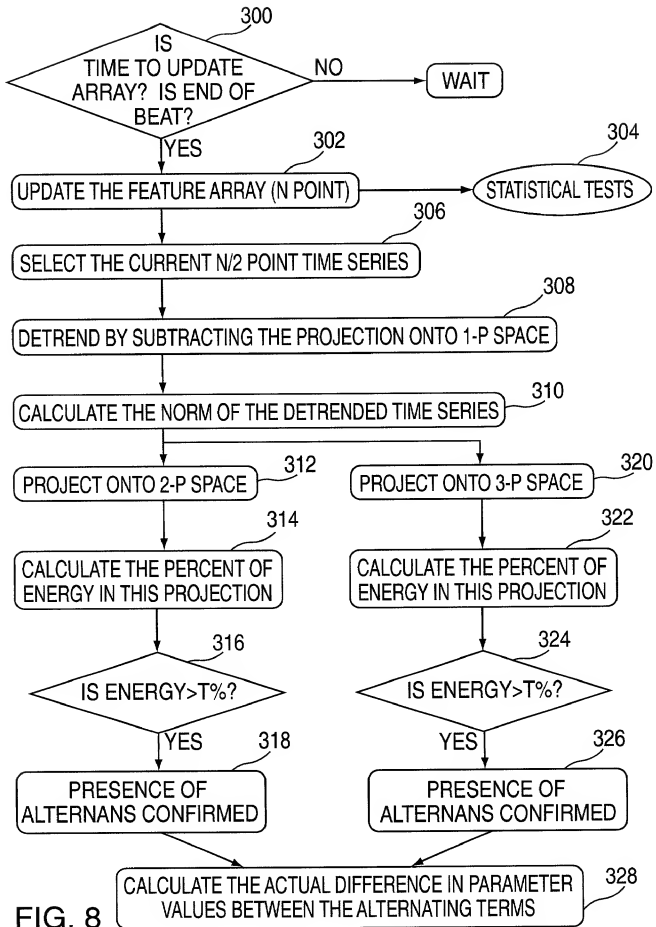 300
IS
TIME TO UPDATE
ARRAY? IS END OF
BEAT?
NO
WAIT
YES
302
304
UPDATE THE FEATURE ARRAY (N POINT)
STATISTICAL TESTS
306
SELECT THE CURRENT N/2 POINT TIME SERIES
308
DETREND BY SUBTRACTING THE PROJECTION ONTO 1-P SPACE
310
CALCULATE THE NORM OF THE DETRENDED TIME SERIES
312
PROJECT ONTO 2-P SPACE
320
PROJECT ONTO 3-P SPACE
314
CALCULATE THE PERCENT OF
ENERGY IN THIS PROJECTION
322
CALCULATE THE PERCENT OF
ENERGY IN THIS PROJECTION
316
IS ENERGY>T%?
324
IS ENERGY>T%?
YES
318
YES
326
PRESENCE OF
ALTERNANS CONFIRMED
PRESENCE OF
ALTERNANS CONFIRMED
CALCULATE THE ACTUAL DIFFERENCE IN PARAMETER
VALUES BETWEEN THE ALTERNATING TERMS
328
FIG. 8